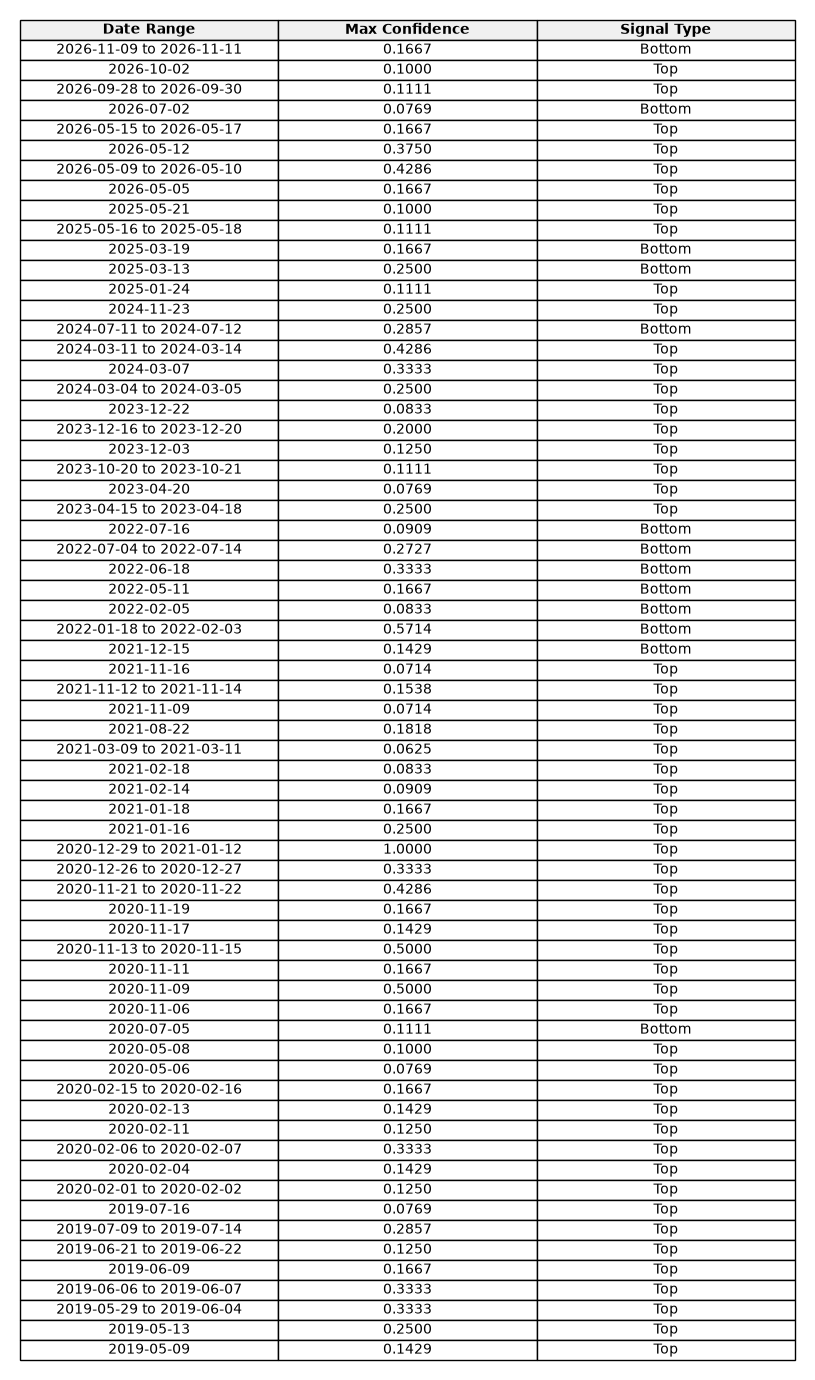 Date Range Max Confidence Signal Type
2026-11-09 to 2026-11-11 0.1667 Bottom
2026-10-02 0.1000 Top
2026-09-28 to 2026-09-30 0.1111 Top
2026-07-02 0.0769 Bottom
2026-05-15 to 2026-05-17 0.1667 Top
2026-05-12 0.3750 Top
2026-05-09 to 2026-05-10 0.4286 Top
2026-05-05 0.1667 Top
2025-05-21 0.1000 Top
2025-05-16 to 2025-05-18 0.1111 Top
2025-03-19 0.1667 Bottom
2025-03-13 0.2500 Bottom
2025-01-24 0.1111 Top
2024-11-23 0.2500 Top
2024-07-11 to 2024-07-12 0.2857 Bottom
2024-03-11 to 2024-03-14 0.4286 Top
2024-03-07 0.3333 Top
2024-03-04 to 2024-03-05 0.2500 Top
2023-12-22 0.0833 Top
2023-12-16 to 2023-12-20 0.2000 Top
2023-12-03 0.1250 Top
2023-10-20 to 2023-10-21 0.1111 Top
2023-04-20 0.0769 Top
2023-04-15 to 2023-04-18 0.2500 Top
2022-07-16 0.0909 Bottom
2022-07-04 to 2022-07-14 0.2727 Bottom
2022-06-18 0.3333 Bottom
2022-05-11 0.1667 Bottom
2022-02-05 0.0833 Bottom
2022-01-18 to 2022-02-03 0.5714 Bottom
2021-12-15 0.1429 Bottom
2021-11-16 0.0714 Top
2021-11-12 to 2021-11-14 0.1538 Top
2021-11-09 0.0714 Top
2021-08-22 0.1818 Top
2021-03-09 to 2021-03-11 0.0625 Top
2021-02-18 0.0833 Top
2021-02-14 0.0909 Top
2021-01-18 0.1667 Top
2021-01-16 0.2500 Top
2020-12-29 to 2021-01-12 1.0000 Top
2020-12-26 to 2020-12-27 0.3333 Top
2020-11-21 to 2020-11-22 0.4286 Top
2020-11-19 0.1667 Top
2020-11-17 0.1429 Top
2020-11-13 to 2020-11-15 0.5000 Top
2020-11-11 0.1667 Top
2020-11-09 0.5000 Top
2020-11-06 0.1667 Top
2020-07-05 0.1111 Bottom
2020-05-08 0.1000 Top
2020-05-06 0.0769 Top
2020-02-15 to 2020-02-16 0.1667 Top
2020-02-13 0.1429 Top
2020-02-11 0.1250 Top
2020-02-06 to 2020-02-07 0.3333 Top
2020-02-04 0.1429 Top
2020-02-01 to 2020-02-02 0.1250 Top
2019-07-16 0.0769 Top
2019-07-09 to 2019-07-14 0.2857 Top
2019-06-21 to 2019-06-22 0.1250 Top
2019-06-09 0.1667 Top
2019-06-06 to 2019-06-07 0.3333 Top
2019-05-29 to 2019-06-04 0.3333 Top
2019-05-13 0.2500 Top
2019-05-09 0.1429 Top